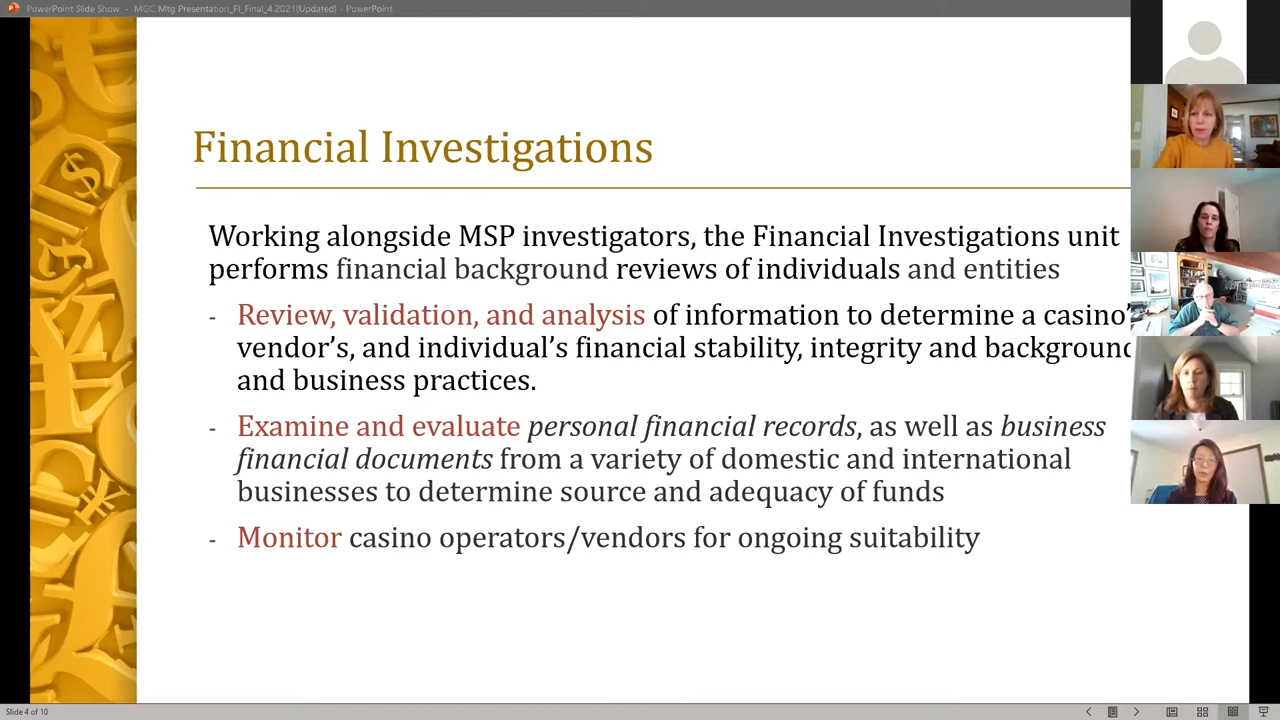 PowerPoint Slide Show - MGC Mtg Presentation_FI_Final_4.2021(Updated) - PowerPoint
Financial Investigations
Working alongside MSP investigators, the Financial Investigations unit
performs financial background reviews of individuals and entities
- Review, validation, and analysis of information to determine a casino’
vendor’s, and individual’s financial stability, integrity and background
and business practices.
- Examine and evaluate personal financial records, as well as business
financial documents from a variety of domestic and international
businesses to determine source and adequacy of funds
- Monitor casino operators/vendors for ongoing suitability
Slide 4 of 10